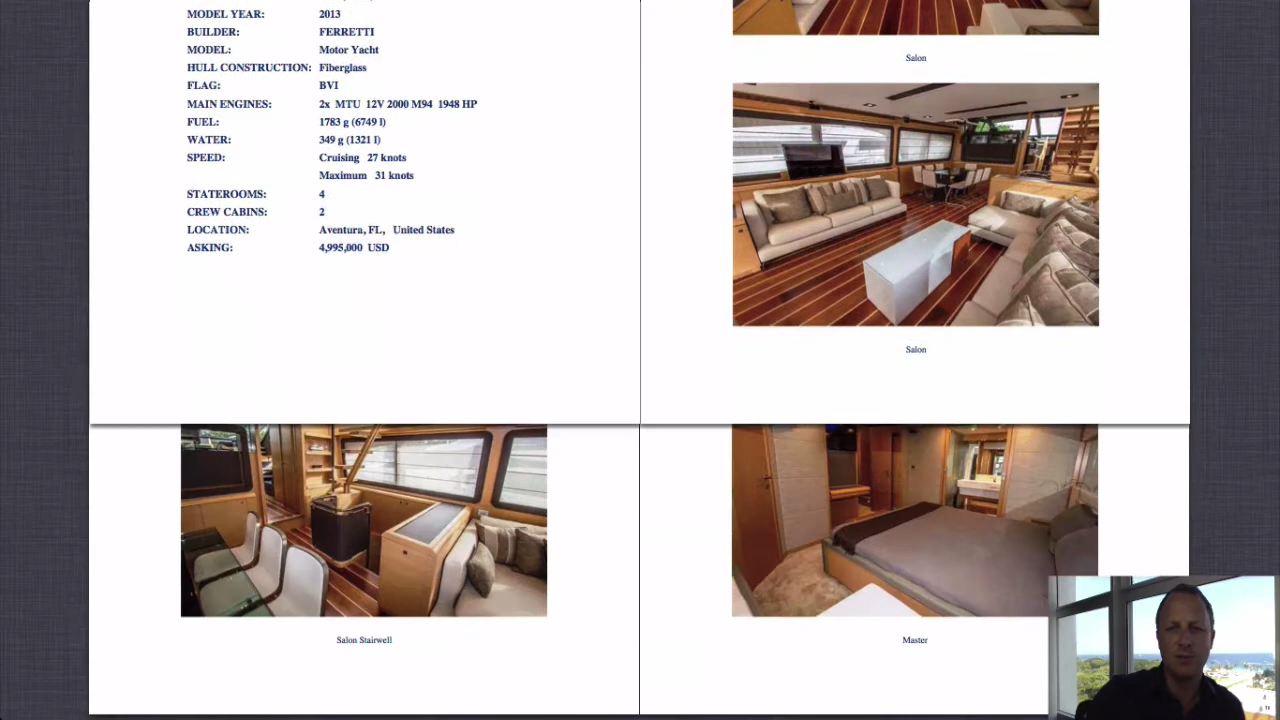 MODEL YEAR: 2013
BUILDER: FERRETTI
MODEL: Motor Yacht
HULL CONSTRUCTION: Fiberglass
FLAG: BVI
MAIN ENGINES: 2x MTU 12V 2000 M94 1948 HP
FUEL: 1783 g (6749 l)
WATER: 349 g (1321 l)
SPEED: Cruising 27 knots
Maximum 31 knots
STATEROOMS: 4
CREW CABINS: 2
LOCATION: Aventura, FL, United States
ASKING: 4,995,000 USD
Salon
Salon
Salon Stairwell
Master